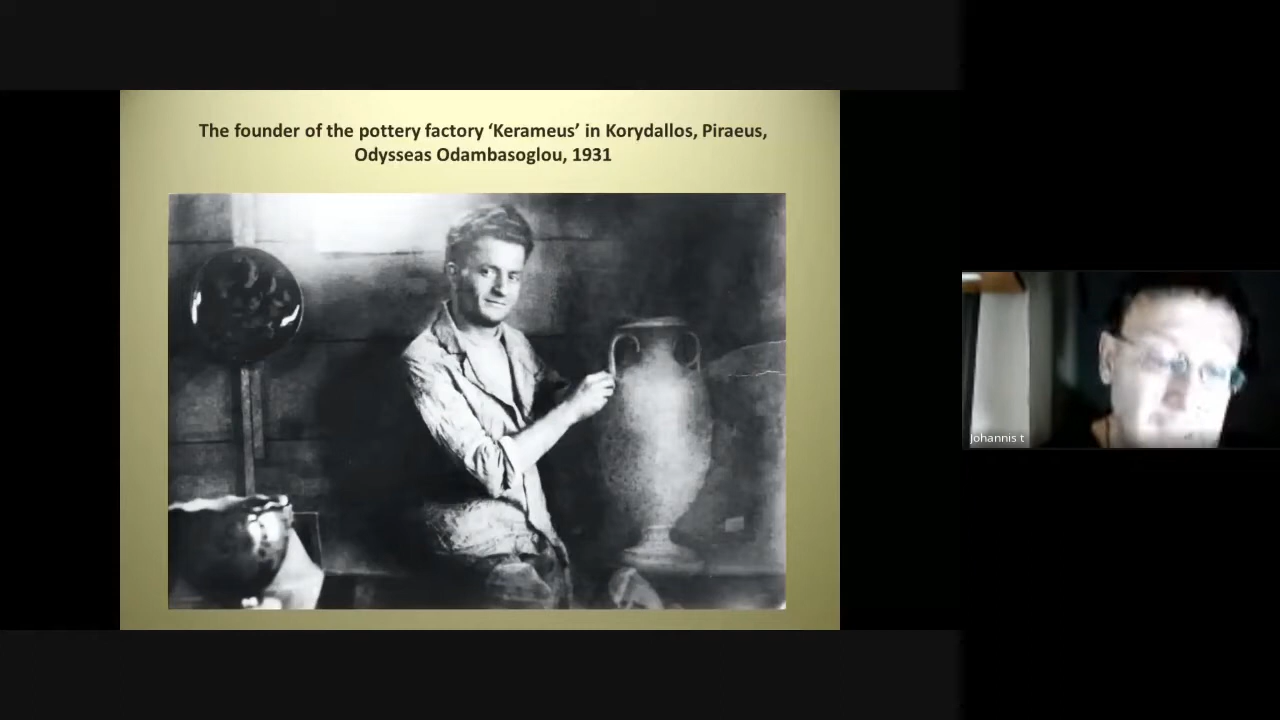 The founder of the pottery factory ‘Kerameus’ in Korydallos, Piraeus,
Odysseas Odambasoglou, 1931
Johannis t